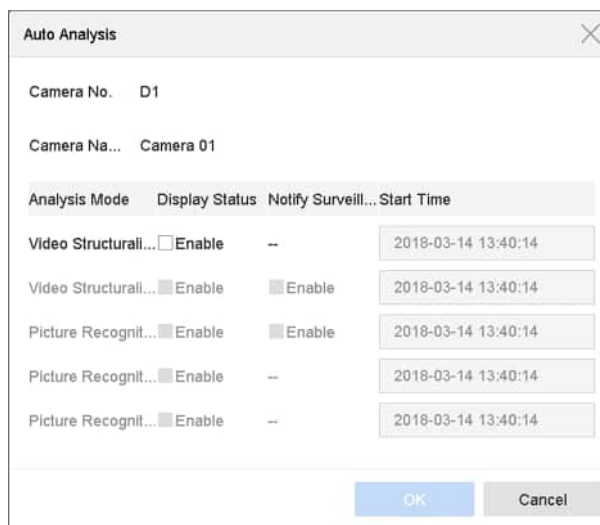 Auto Analysis
Camera No. D1
Camera Na... Camera 01
Analysis Mode Display Status Notify Surveill... Start Time
Video Structurali... Enable -- 2018-03-14 13:40:14
Video Structurali... Enable Enable 2018-03-14 13:40:14
Picture Recognit... Enable Enable 2018-03-14 13:40:14
Picture Recognit... Enable -- 2018-03-14 13:40:14
Picture Recognit... Enable -- 2018-03-14 13:40:14
OK Cancel